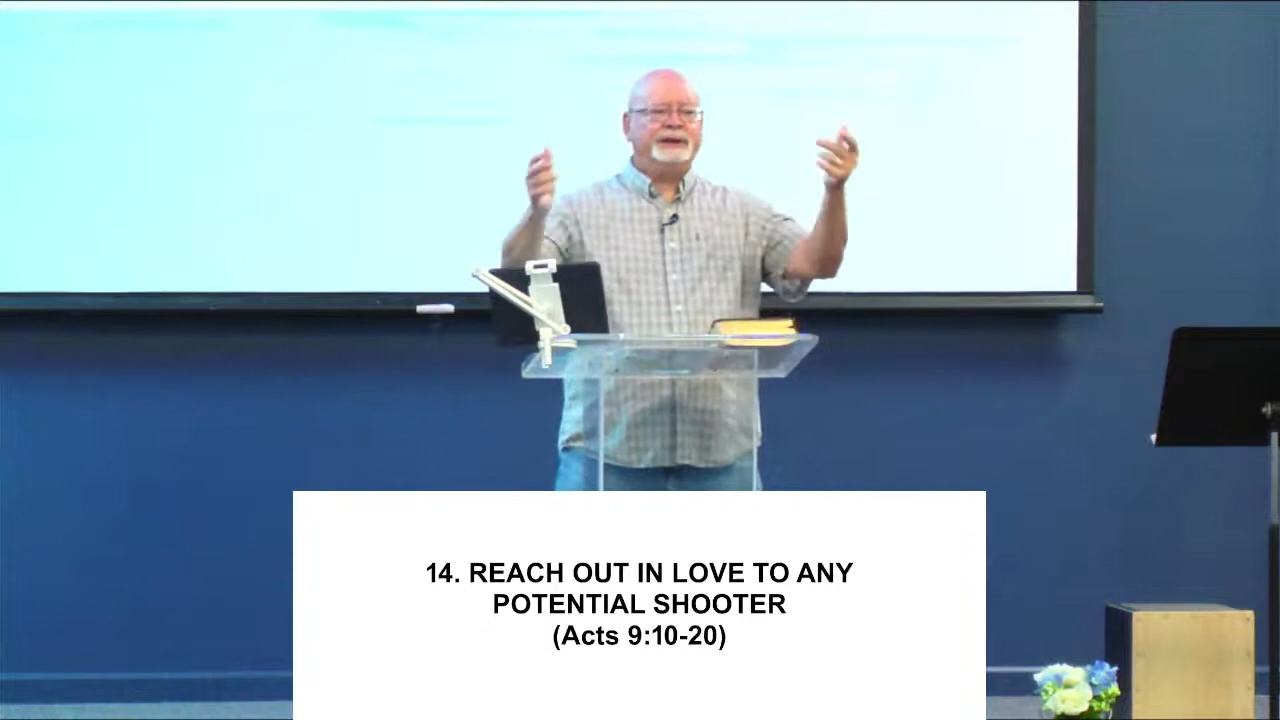 14. REACH OUT IN LOVE TO ANY
POTENTIAL SHOOTER
(Acts 9:10-20)